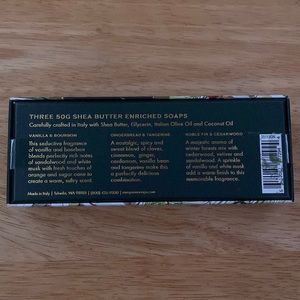 THREE 50G SHEA BUTTER ENRICHED SOAPS
Carefully crafted in Italy with Shea Butter, Glycerin, Italian Olive Oil and Coconut Oil
VANILLA & BOURBON
This seductive fragrance
of vanilla and bourbon
blends perfectly rich notes
of sandalwood and white
musk with fresh touches of
orange and sugar cane to
create a warm, sultry scent.
GINGERBREAD & TANGERINE
A nostalgic, spicy and
sweet blend of cloves,
cinnamon, ginger,
cardamom, vanilla bean
and tangerine makes this
a perfectly delicious
combination.
NOBLE FIR & CEDARWOOD
A majestic aroma of
winter forests mix with
cedarwood, vetiver and
sandalwood. A sprinkle
of vanilla and white musk
add warm finish to this
memorable fragrance.
Made in Italy